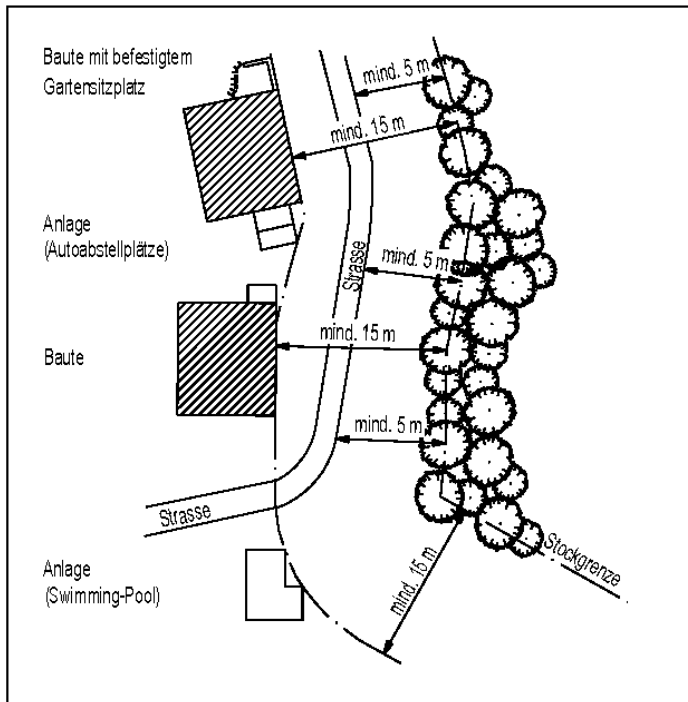 Baute mit befestigtem
Gartensitzplatz
mind. 5 m
mind. 15 m
Anlage
(Autoabstellplätze)
Strasse
mind. 5 m
mind. 15 m
Baute
mind. 5 m
Strasse
Anlage
(Swimming-Pool)
mind. 15 m
Stockgrenze